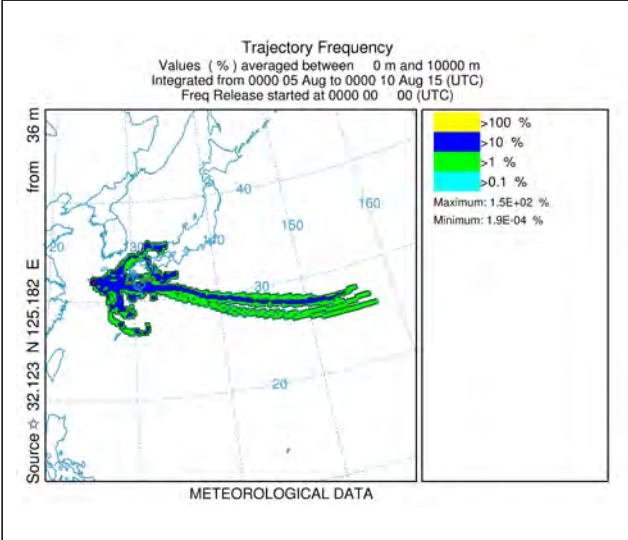 Trajectory Frequency
Values ( % ) averaged between 0 m and 10000 m
Integrated from 0000 05 Aug to 0000 10 Aug 15 (UTC)
Freq Release started at 0000 00 00 (UTC)
Source ☆ 32.123 N 125.182 E from 36 m
40
160
150
20
130
140
30
20
>100 %
>10 %
>1 %
>0.1 %
Maximum: 1.5E+02 %
Minimum: 1.9E-04 %
METEOROLOGICAL DATA